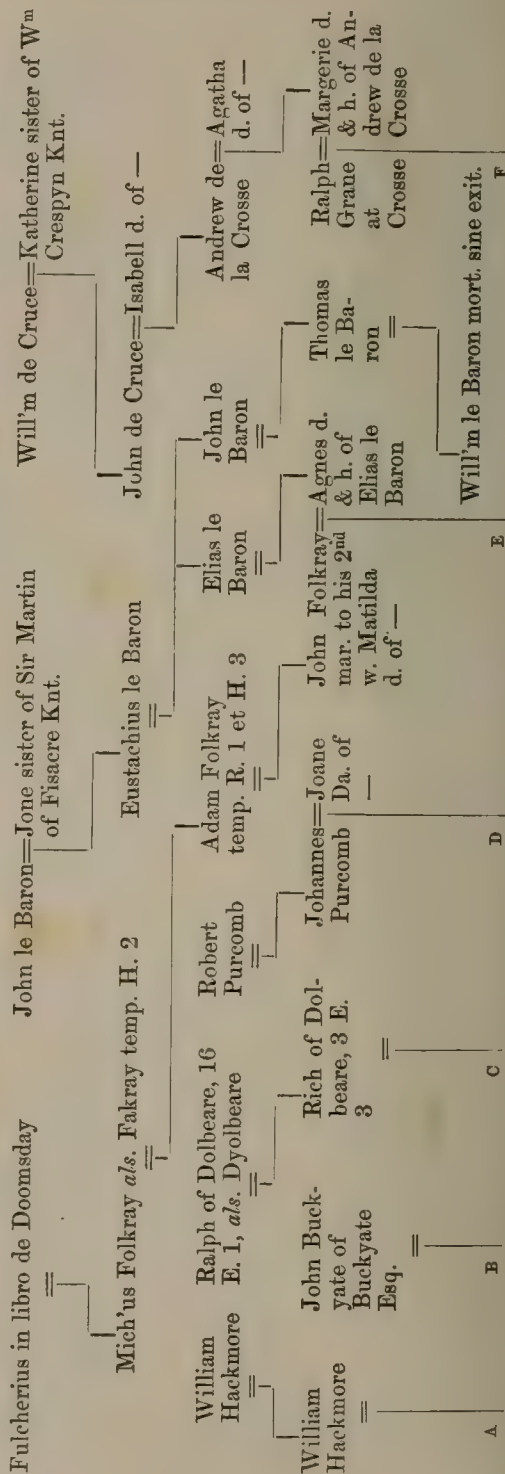 Fulcherius in libro de Doomsday
John le Baron=Jone sister of Sir Martin
of Fisacre Knt.
Will'm de Cruce=Katherine sister of Wm
Crespyn Knt.
Mich'us Folkray als. Fakray temp. H. 2
Eustachius le Baron
John de Cruce=Isabell d. of —
William
Hackmore
Ralph of Dolbeare, 16
E. 1, als. Dyolbeare
Robert
Purcomb
Adam Folkray
temp. R. 1 et H. 3
Elias le
Baron
John le
Baron
Andrew de=Agatha
la Crosse d. of —
William
Hackmore
John Buck-
yate of
Buckyate
Esq.
Rich of Dol-
beare, 3 E.
3
Johannes=Joane
Purcomb Da. of
—
John Folkray=Agnes d.
mar. to his 2nd & h. of
w. Matilda Elias le
d. of — Baron
Thomas
le Ba-
ron
Ralph=Margerie d.
Grane & h. of An-
at drew de la
Crosse Crosse
Will'm le Baron mort. sine exit.
A
B
C
D
E
F